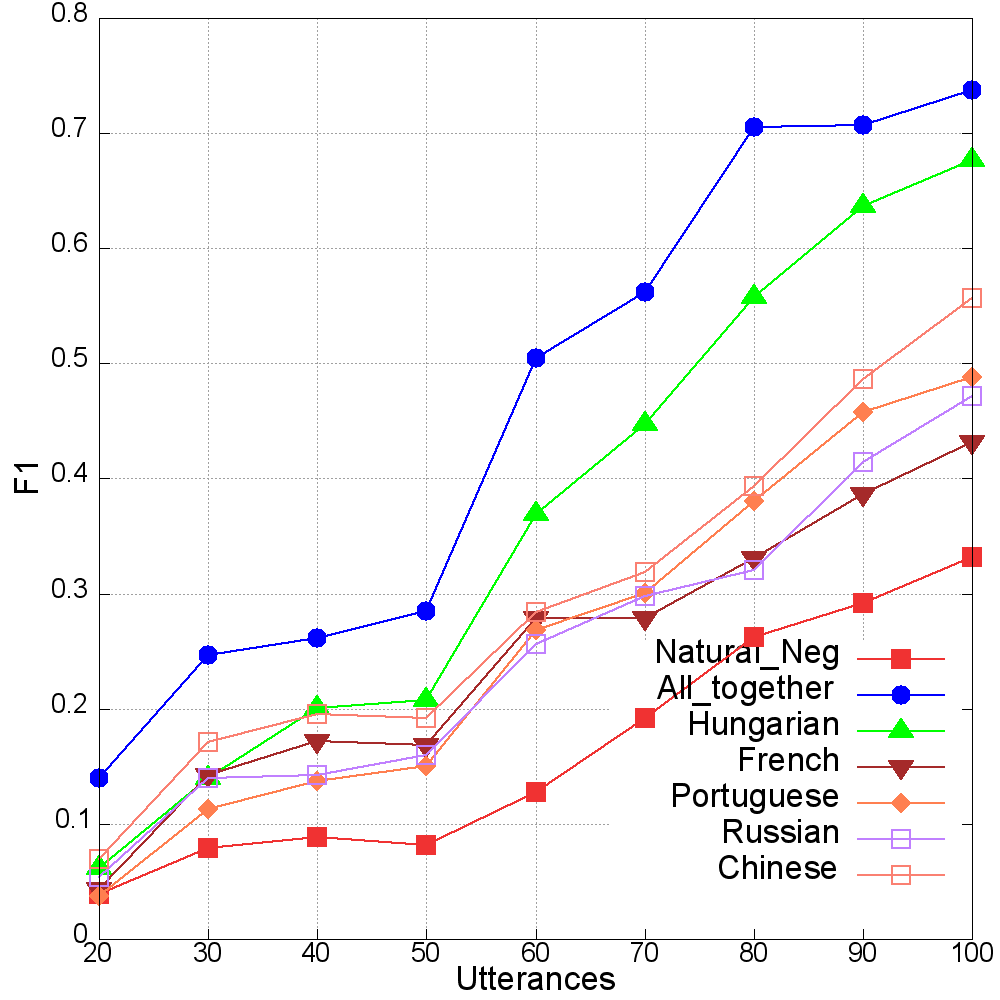 0.8
0.7
0.6
0.5
0.4
0.3
0.2
0.1
0
F1
Natural_Neg
All_together
Hungarian
French
Portuguese
Russian
Chinese
20 30 40 50 60 70 80 90 100
Utterances